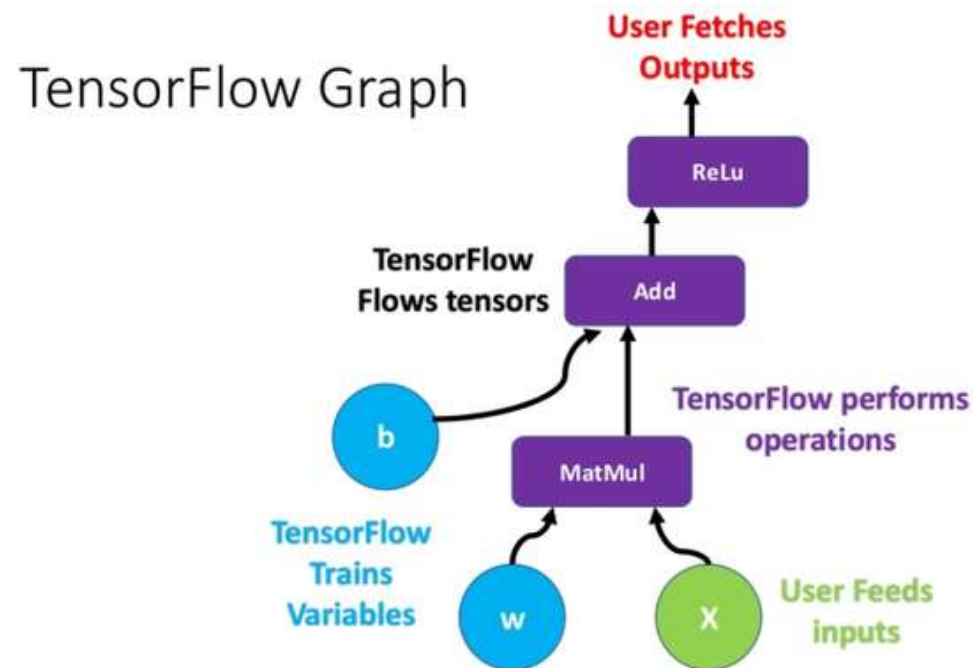 User Fetches
Outputs
TensorFlow Graph
ReLu
TensorFlow
Flows tensors
Add
TensorFlow performs
operations
b
MatMul
TensorFlow
Trains
Variables
w
X
User Feeds
inputs